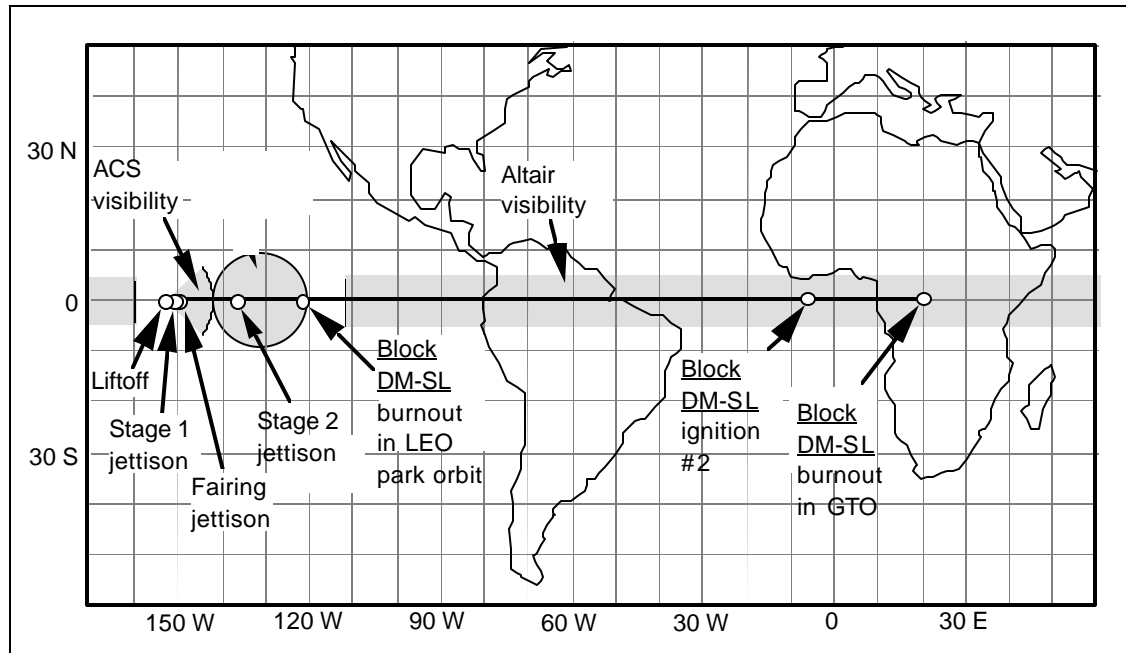 30 N
0
30 S
ACS
visibility
Altair
visibility
Liftoff
Stage 1
jettison
Fairing
jettison
Stage 2
jettison
Block
DM-SL
burnout
in LEO
park orbit
Block
DM-SL
ignition
#2
Block
DM-SL
burnout
in GTO
150 W
120 W
90 W
60 W
30 W
0
30 E